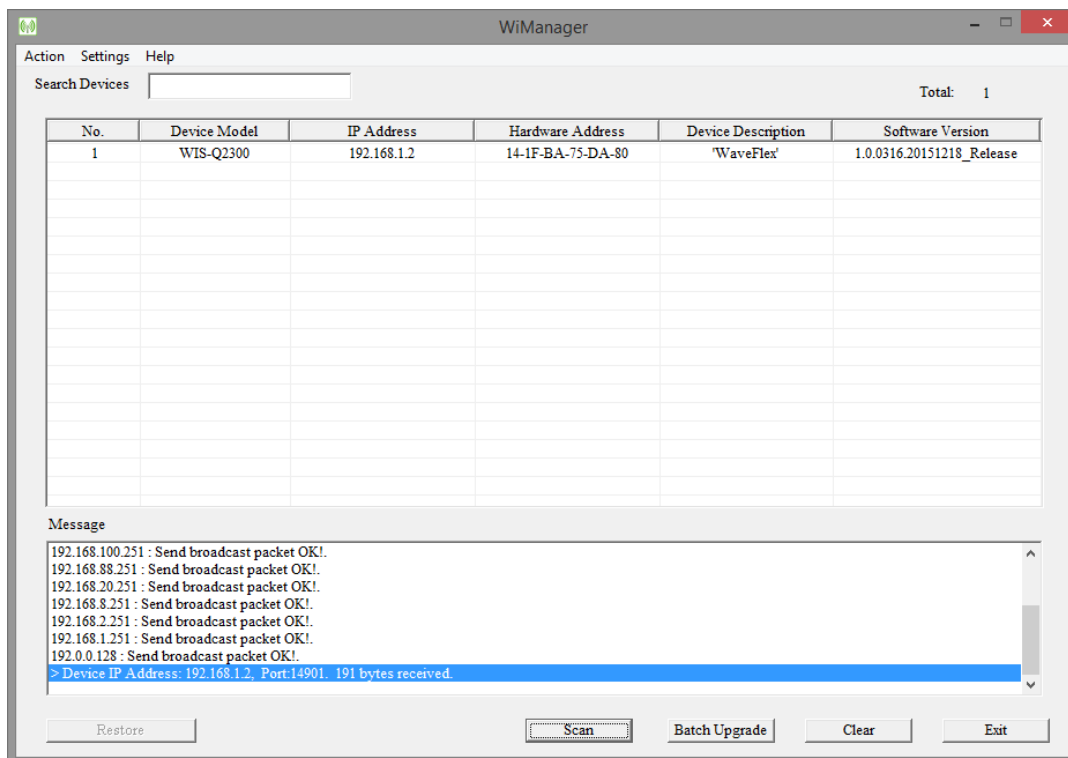 WiManager
Action Settings Help
Search Devices
Total: 1
No. Device Model IP Address Hardware Address Device Description Software Version
1 WIS-Q2300 192.168.1.2 14-1F-BA-75-DA-80 'WaveFlex' 1.0.0316.20151218_Release
Message
192.168.100.251 : Send broadcast packet OK!.
192.168.88.251 : Send broadcast packet OK!.
192.168.20.251 : Send broadcast packet OK!.
192.168.8.251 : Send broadcast packet OK!.
192.168.2.251 : Send broadcast packet OK!.
192.168.1.251 : Send broadcast packet OK!.
192.0.0.128 : Send broadcast packet OK!.
> Device IP Address: 192.168.1.2, Port:14901. 191 bytes received.
Restore Scan Batch Upgrade Clear Exit